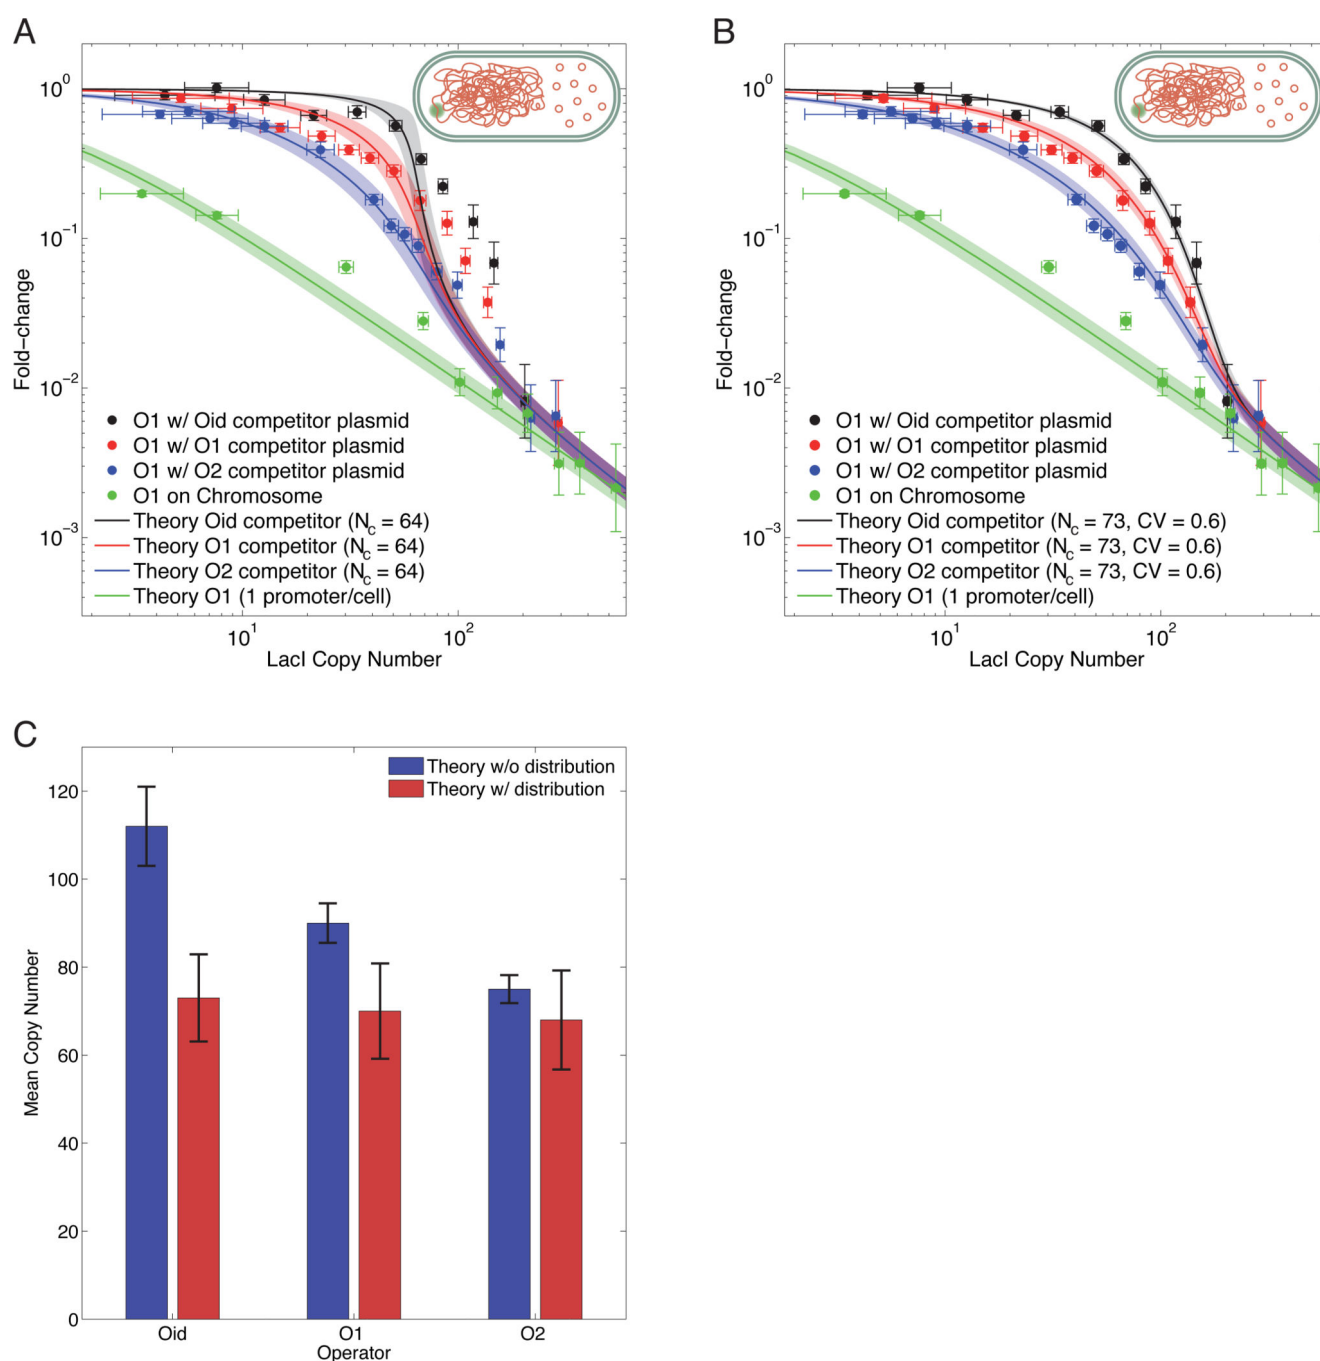 A
Fold−change
10^0
10^−1
10^−2
10^−3
O1 w/ Oid competitor plasmid
O1 w/ O1 competitor plasmid
O1 w/ O2 competitor plasmid
O1 on Chromosome
Theory Oid competitor (N_c = 64)
Theory O1 competitor (N_c = 64)
Theory O2 competitor (N_c = 64)
Theory O1 (1 promoter/cell)
10^1
10^2
LacI Copy Number
B
Fold−change
10^0
10^−1
10^−2
10^−3
O1 w/ Oid competitor plasmid
O1 w/ O1 competitor plasmid
O1 w/ O2 competitor plasmid
O1 on Chromosome
Theory Oid competitor (N_c = 73, CV = 0.6)
Theory O1 competitor (N_c = 73, CV = 0.6)
Theory O2 competitor (N_c = 73, CV = 0.6)
Theory O1 (1 promoter/cell)
10^1
10^2
LacI Copy Number
C
Mean Copy Number
120
100
80
60
40
20
0
Theory w/o distribution
Theory w/ distribution
Oid
O1
O2
Operator